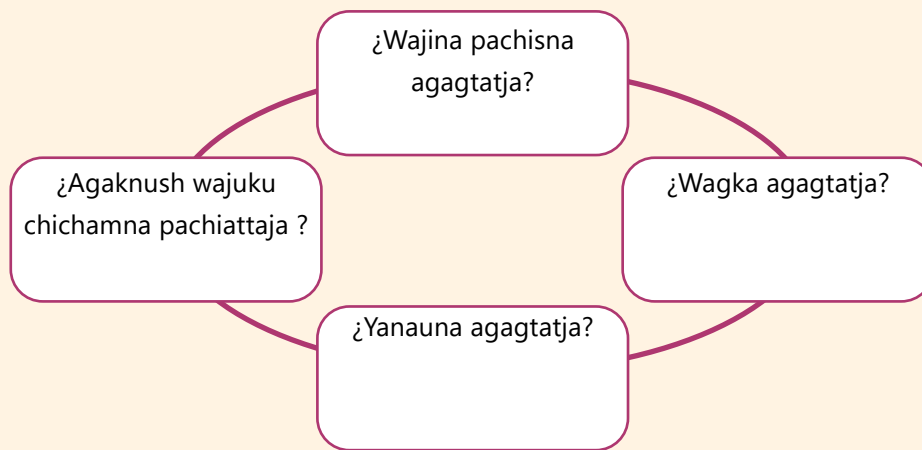 ¿Wajina pachisna
agagtatja?
¿Agaknush wajuku
chichamna pachiattaja ?
¿Wagka agagtatja?
¿Yanauna agagtatja?